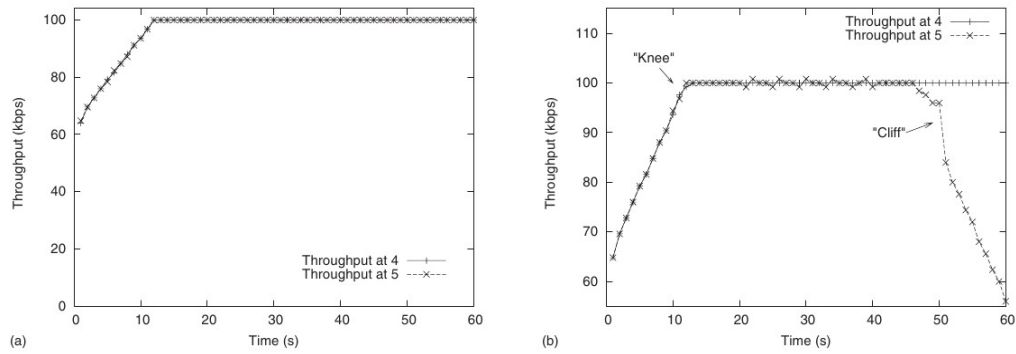 100
80
60
40
20
0
Throughput (kbps)
Throughput at 4
Throughput at 5
0 10 20 30 40 50 60
Time (s)
(a)
110
100
90
80
70
60
Throughput (kbps)
Throughput at 4
Throughput at 5
"Knee"
"Cliff"
0 10 20 30 40 50 60
Time (s)
(b)